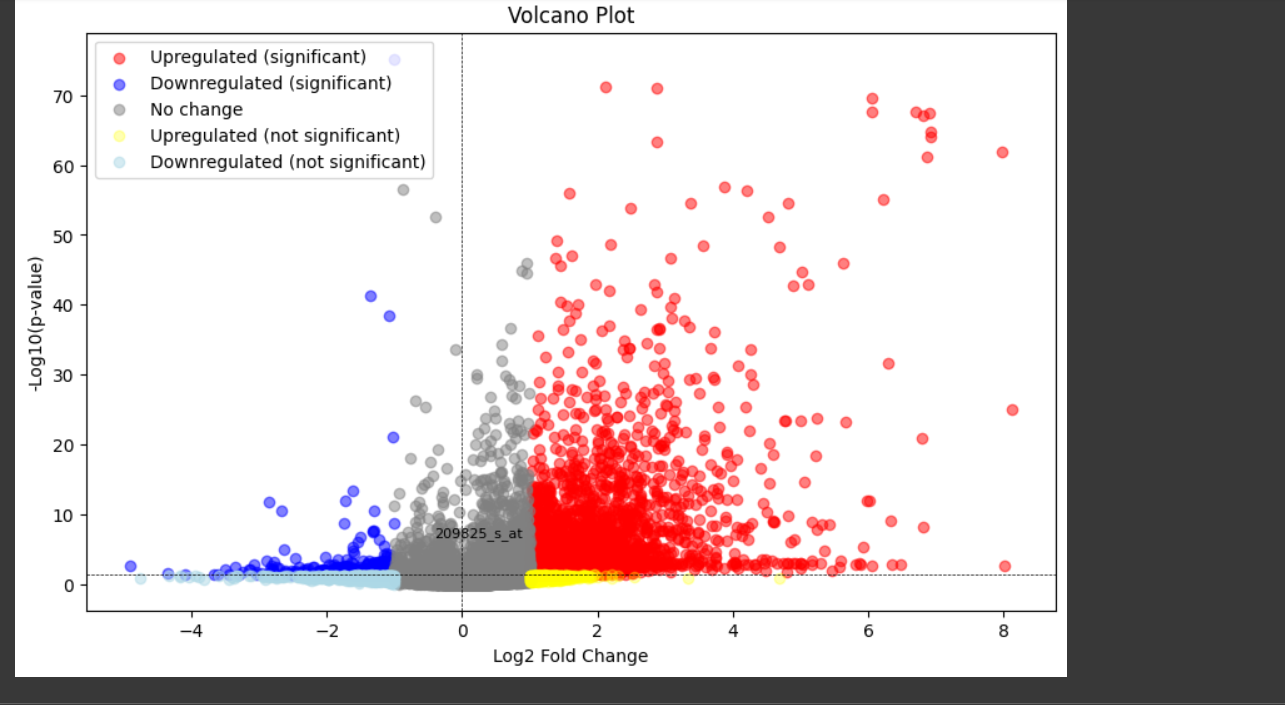 Volcano Plot
Upregulated (significant)
Downregulated (significant)
No change
Upregulated (not significant)
Downregulated (not significant)
-Log10(p-value)
70
60
50
40
30
20
10
0
209825_s_at
−4
−2
0
2
4
6
8
Log2 Fold Change